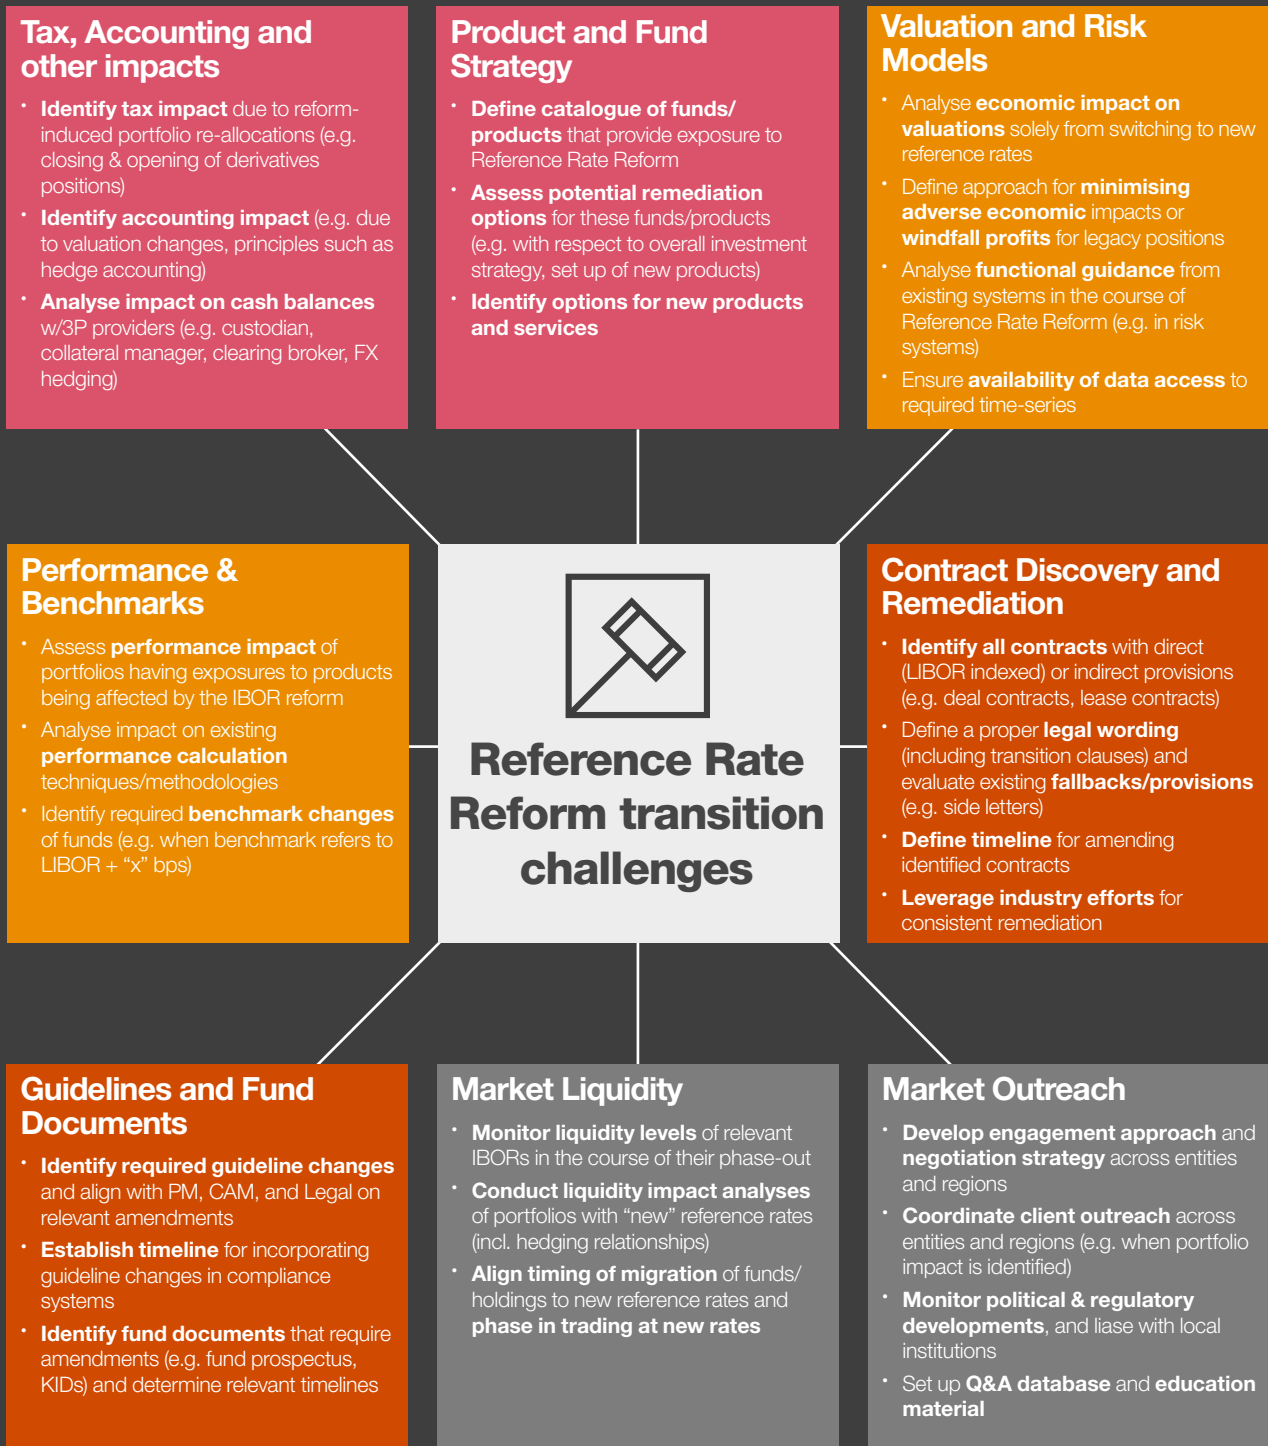 Tax, Accounting and
other impacts
• Identify tax impact due to reform-
induced portfolio re-allocations (e.g.
closing & opening of derivatives
positions)
• Identify accounting impact (e.g. due
to valuation changes, principles such as
hedge accounting)
• Analyse impact on cash balances
w/3P providers (e.g. custodian,
collateral manager, clearing broker, FX
hedging)
Product and Fund
Strategy
• Define catalogue of funds/
products that provide exposure to
Reference Rate Reform
• Assess potential remediation
options for these funds/products
(e.g. with respect to overall investment
strategy, set up of new products)
• Identify options for new products
and services
Valuation and Risk
Models
• Analyse economic impact on
valuations solely from switching to new
reference rates
• Define approach for minimising
adverse economic impacts or
windfall profits for legacy positions
• Analyse functional guidance from
existing systems in the course of
Reference Rate Reform (e.g. in risk
systems)
• Ensure availability of data access to
required time-series
Performance &
Benchmarks
• Assess performance impact of
portfolios having exposures to products
being affected by the IBOR reform
• Analyse impact on existing
performance calculation
techniques/methodologies
• Identify required benchmark changes
of funds (e.g. when benchmark refers to
LIBOR + “x” bps)
Reference Rate
Reform transition
challenges
Contract Discovery and
Remediation
• Identify all contracts with direct
(LIBOR indexed) or indirect provisions
(e.g. deal contracts, lease contracts)
• Define a proper legal wording
(including transition clauses) and
evaluate existing fallbacks/provisions
(e.g. side letters)
• Define timeline for amending
identified contracts
• Leverage industry efforts for
consistent remediation
Guidelines and Fund
Documents
• Identify required guideline changes
and align with PM, CAM, and Legal on
relevant amendments
• Establish timeline for incorporating
guideline changes in compliance
systems
• Identify fund documents that require
amendments (e.g. fund prospectus,
KIDs) and determine relevant timelines
Market Liquidity
• Monitor liquidity levels of relevant
IBORs in the course of their phase-out
• Conduct liquidity impact analyses
of portfolios with “new” reference rates
(incl. hedging relationships)
• Align timing of migration of funds/
holdings to new reference rates and
phase in trading at new rates
Market Outreach
• Develop engagement approach and
negotiation strategy across entities
and regions
• Coordinate client outreach across
entities and regions (e.g. when portfolio
impact is identified)
• Monitor political & regulatory
developments, and liase with local
institutions
• Set up Q&A database and education
material